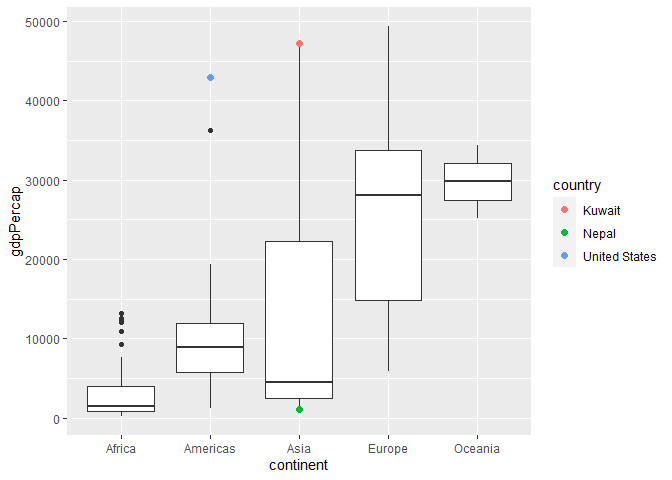 50000
40000
30000
20000
10000
0
gdpPercap
Africa Americas Asia Europe Oceania
continent
country
Kuwait
Nepal
United States